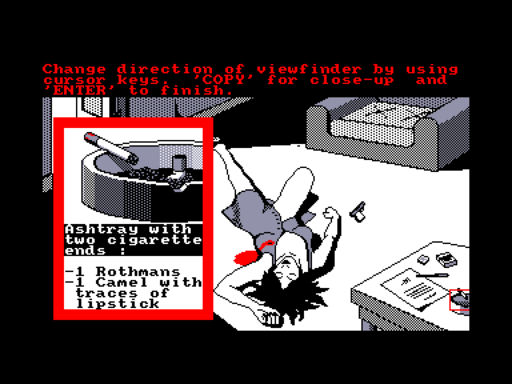 Change direction of viewfinder by using
cursor keys. 'COPY' for close-up and
'ENTER' to finish.
Ashtray with
two cigarette
ends :
-1 Rothmans
-1 Camel with
traces of
lipstick